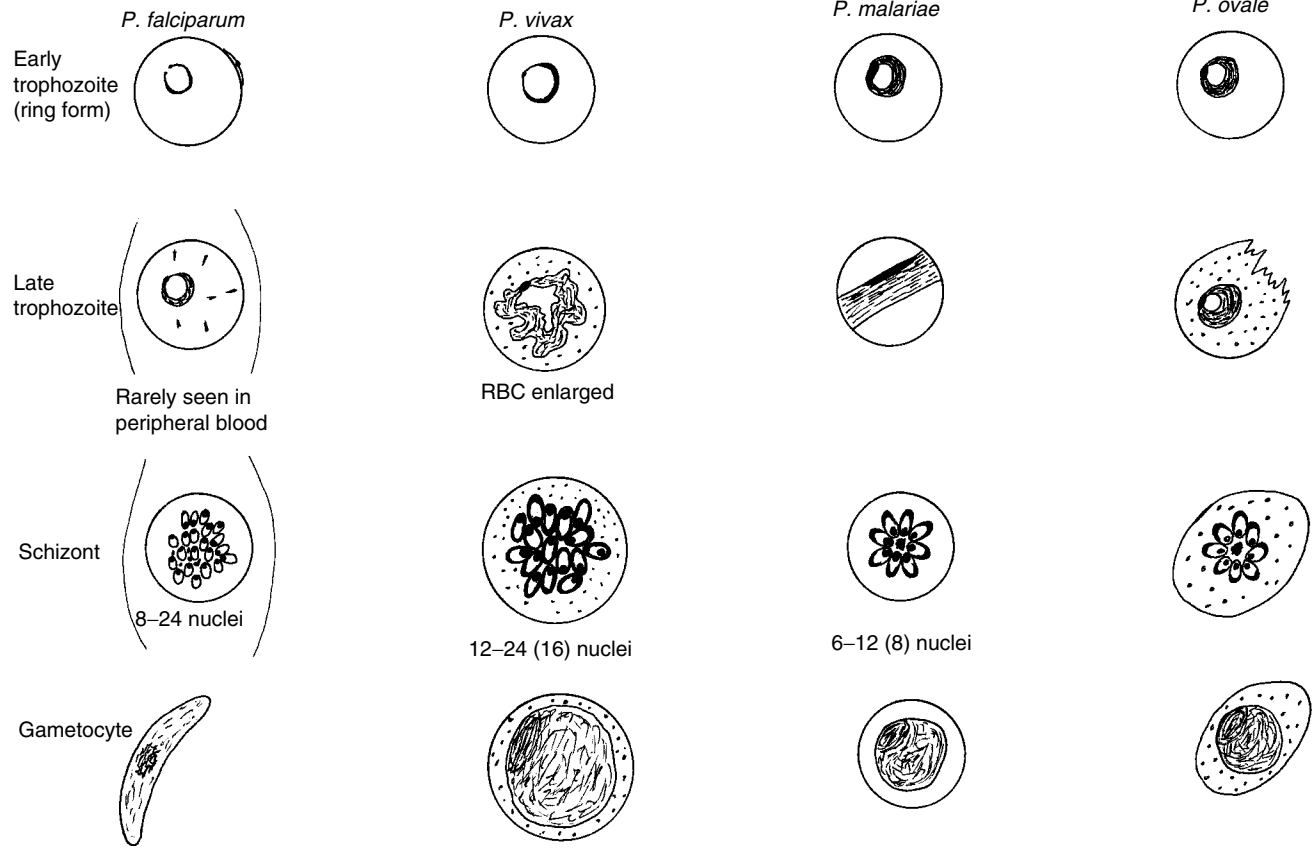 P. falciparum
P. vivax
P. malariae
P. ovale
Early
trophozoite
(ring form)
Late
trophozoite
Rarely seen in
peripheral blood
RBC enlarged
Schizont
8–24 nuclei
12–24 (16) nuclei
6–12 (8) nuclei
Gametocyte